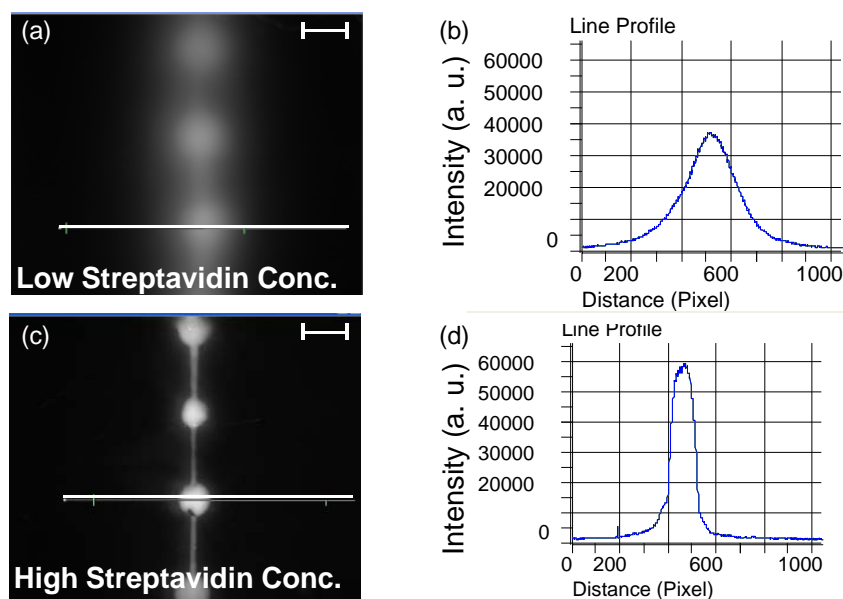 (a)
Low Streptavidin Conc.
(b)
Line Profile
Intensity (a. u.)
60000
50000
40000
30000
20000
0
0 200 600 1000
Distance (Pixel)
(c)
High Streptavidin Conc.
(d)
Line Profile
Intensity (a. u.)
60000
50000
40000
30000
20000
0
0 200 600 1000
Distance (Pixel)